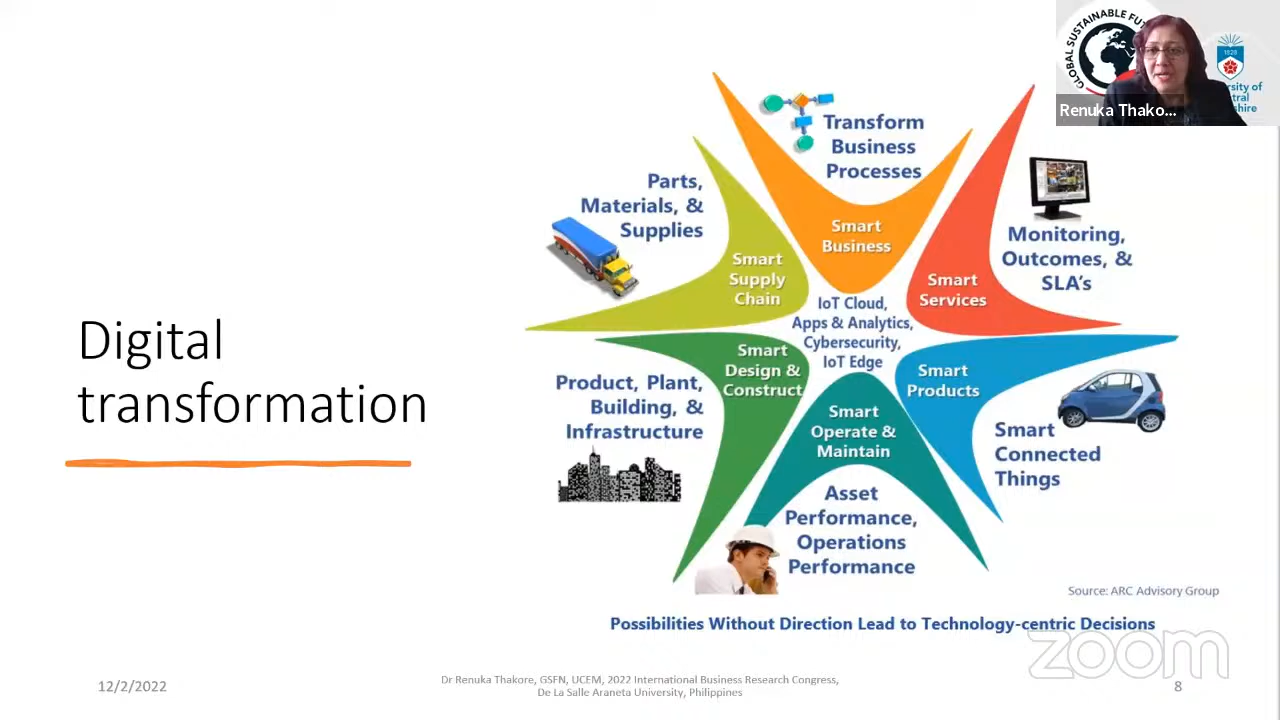 Digital
transformation
Transform
Business
Processes
Smart
Business
Parts,
Materials, &
Supplies
Smart
Supply
Chain
Monitoring,
Outcomes, &
SLA's
Smart
Services
IoT Cloud,
Apps & Analytics,
Cybersecurity,
IoT Edge
Product, Plant,
Building, &
Infrastructure
Smart
Design &
Construct
Smart
Products
Smart
Connected
Things
Smart
Operate &
Maintain
Asset
Performance,
Operations
Performance
Source: ARC Advisory Group
Possibilities Without Direction Lead to Technology-centric Decisions
12/2/2022
Dr Renuka Thakore, GSFN, UCEM, 2022 International Business Research Congress,
De La Salle Araneta University, Philippines
8
zoom
GLOBAL SUSTAINABLE
1828
Renuka Thako...